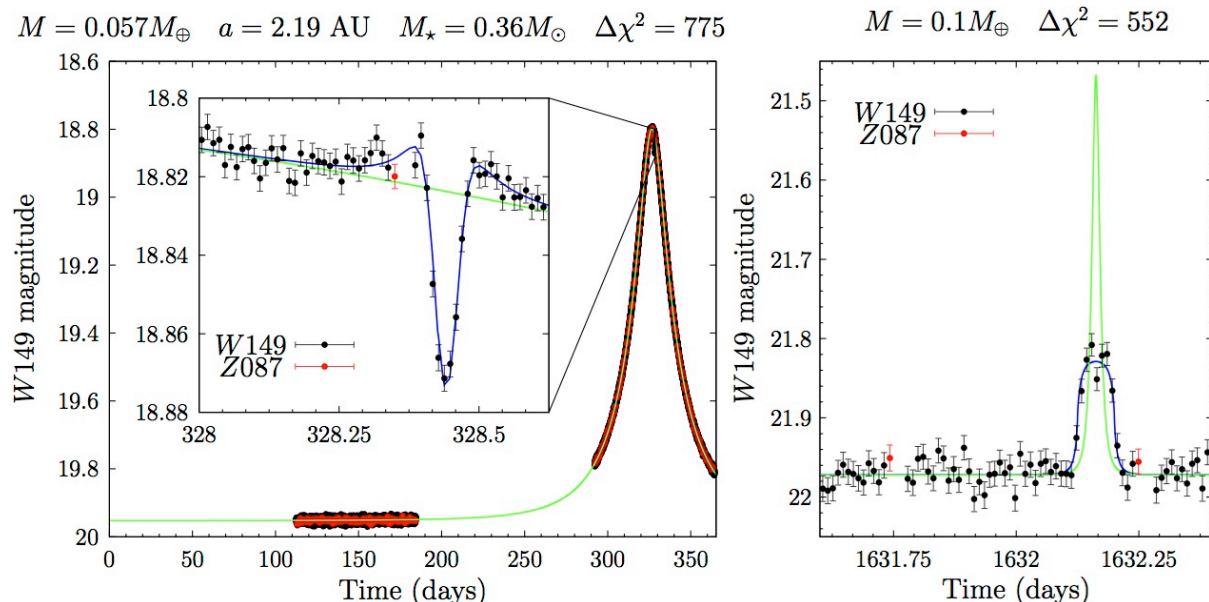 M = 0.057M⊕ a = 2.19 AU M⋆ = 0.36M⊙ Δχ² = 775
M = 0.1M⊕ Δχ² = 552
W149 magnitude
18.6
18.8
19
19.2
19.4
19.6
19.8
20
0 50 100 150 200 250 300 350
Time (days)
18.8
18.82
18.84
18.86
18.88
328 328.25 328.5
W149
Z087
W149 magnitude
21.5
21.6
21.7
21.8
21.9
22
1631.75 1632 1632.25
Time (days)
W149
Z087